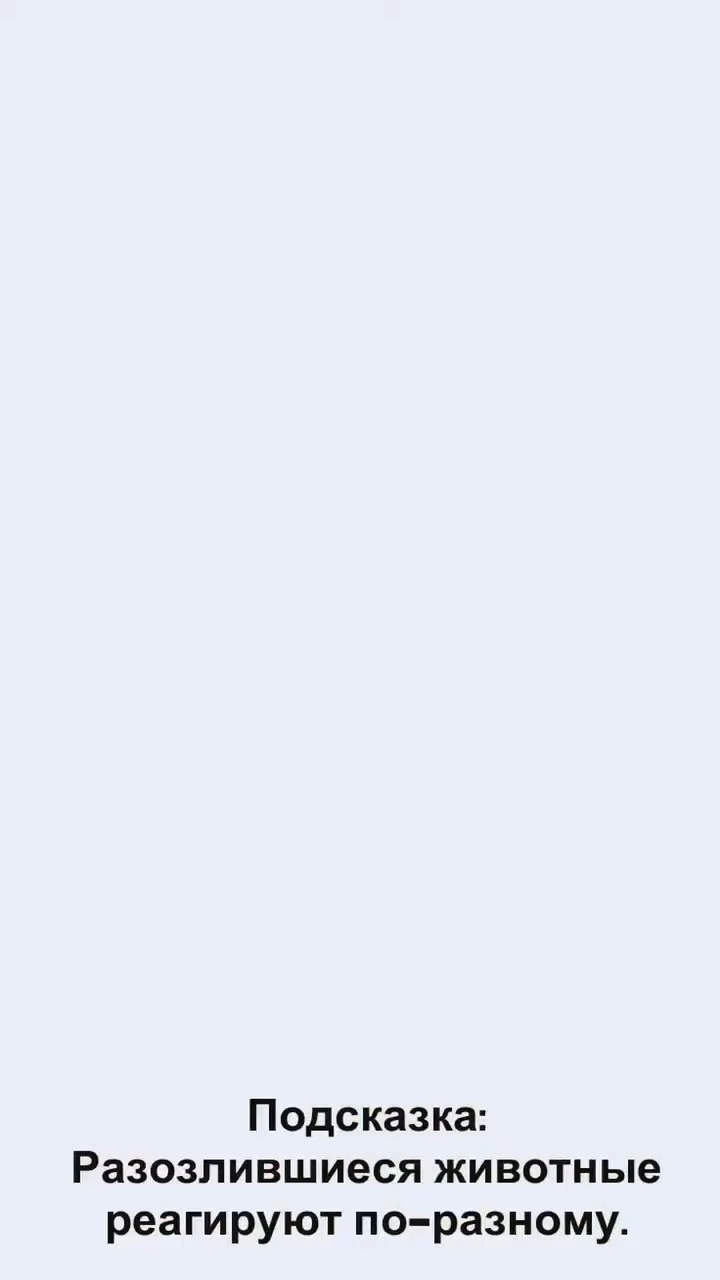 Подсказка:
Разозлившиеся животные
реагируют по-разному.